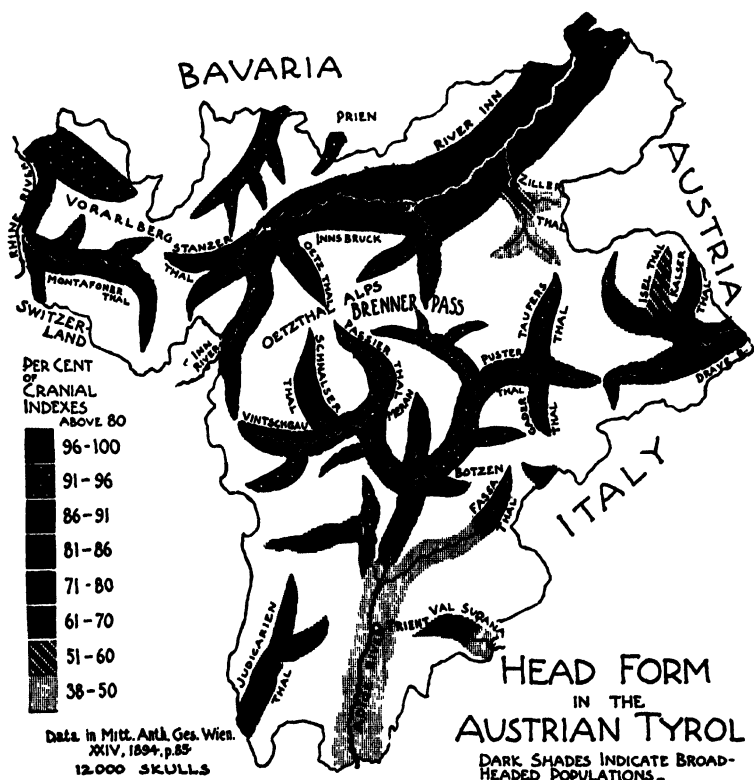 BAVARIA
PRIEN
RIVER INN
AUSTRIA
RHINE RIVER
VORARLBERG
STANZER
THAL
INNSBRUCK
OETZ THAL
ZILLER
THAL
MONTAFONER
THAL
SWITZER-
LAND
INN
RIVER
OETZTHAL ALPS
BRENNER PASS
ISEL THAL
KALSER
THAL
DRAVE R.
TAUFERS
THAL
PUSTER
THAL
GADER
THAL
PASSEIER
THAL
SCHNALSER
THAL
MERAN
VINTSCHGAU
BOTZEN
FASSA
THAL
ITALY
PER CENT
OF
CRANIAL
INDEXES
ABOVE 80
96-100
91-96
86-91
81-86
71-80
61-70
51-60
38-50
JUDICARIEN
THAL
TRIENT
VAL SUGANA
ADIGE RIVER
HEAD FORM
IN THE
AUSTRIAN TYROL
DARK SHADES INDICATE BROAD-
HEADED POPULATIONS.
Data in Mitt. Anth. Ges. Wien.
XXIV, 1894, p.85
12000 SKULLS